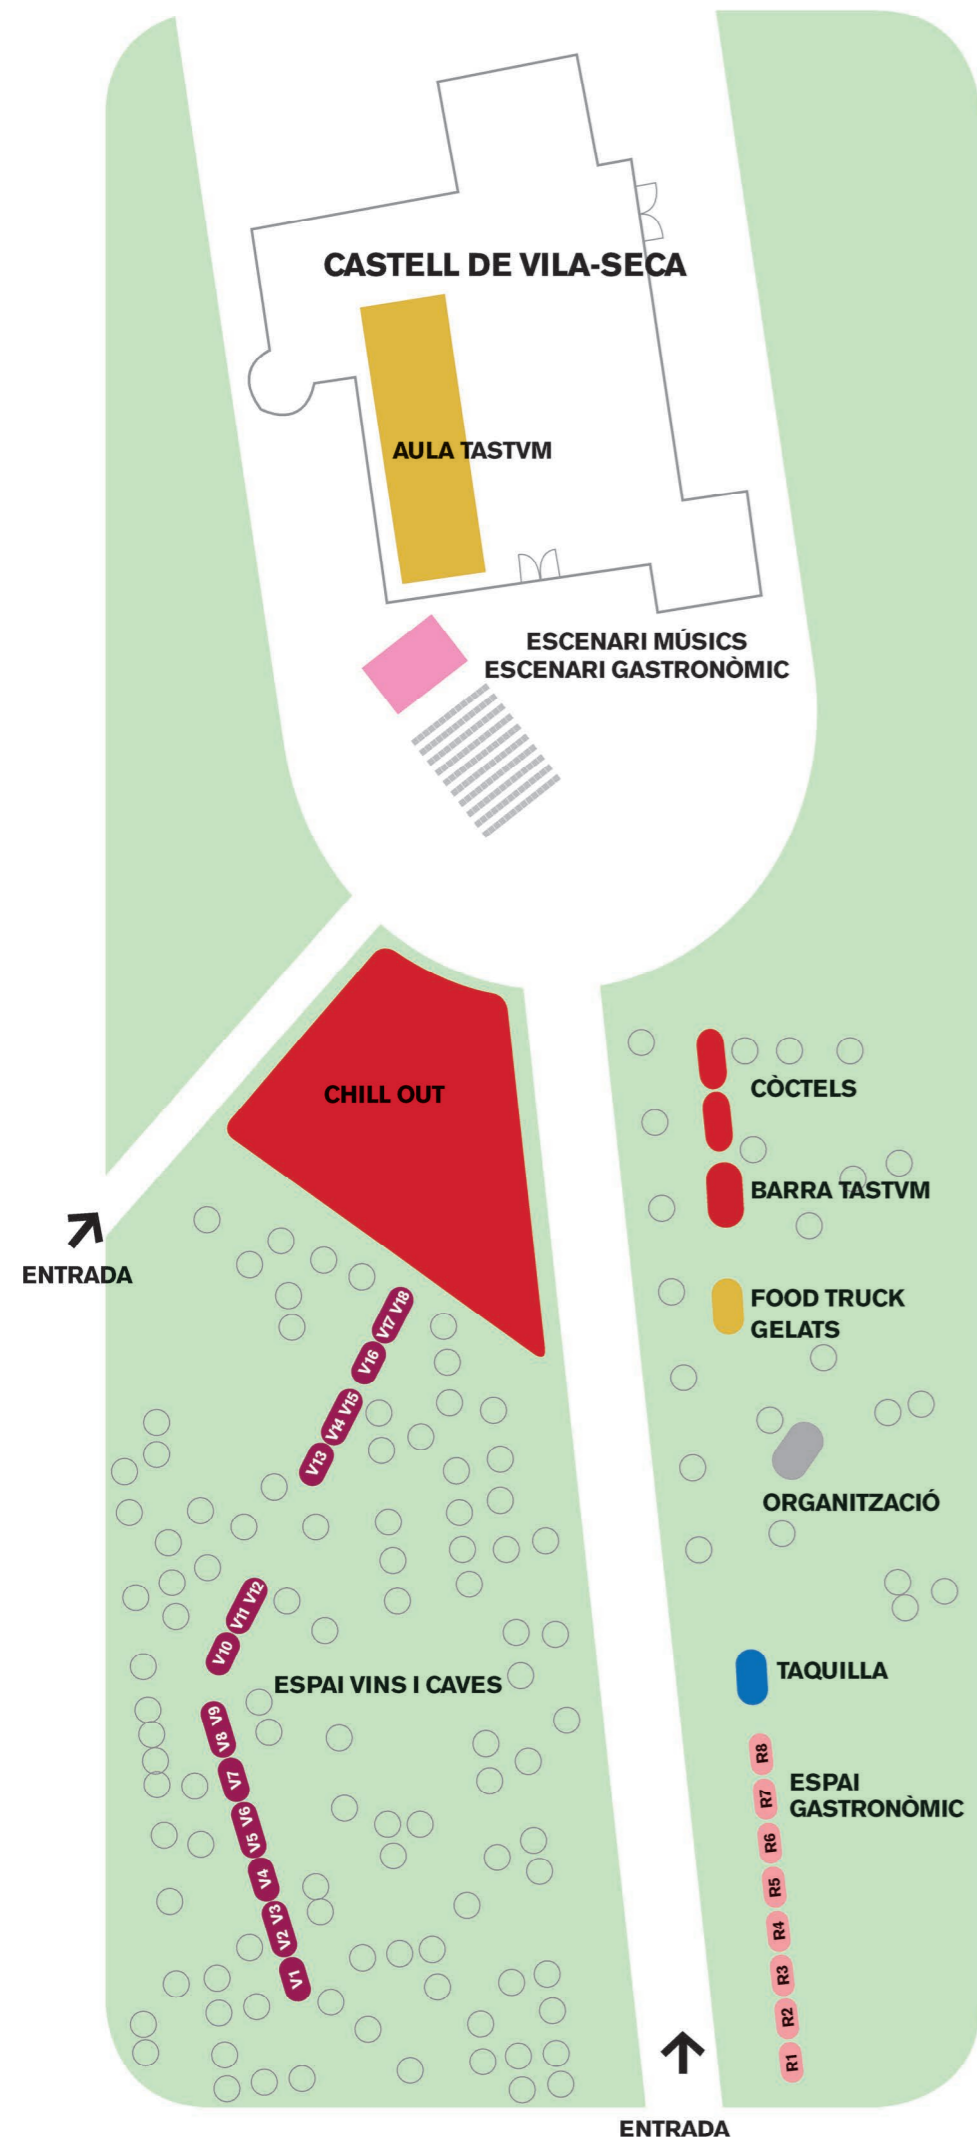 CASTELL DE VILA-SECA
AULA TASTVM
ESCENARI MÚSICS
ESCENARI GASTRONÒMIC
CHILL OUT
CÒCTELS
BARRA TASTVM
ENTRADA
FOOD TRUCK
GELATS
V17 V18
V16
V14 V15
V13
ORGANITZACIÓ
V11 V12
V10
ESPAI VINS I CAVES
TAQUILLA
V8 V9
V7
V5 V6
V4
V2 V3
V1
R8
R7
R6
R5
R4
R3
R2
R1
ESPAI
GASTRONÒMIC
ENTRADA